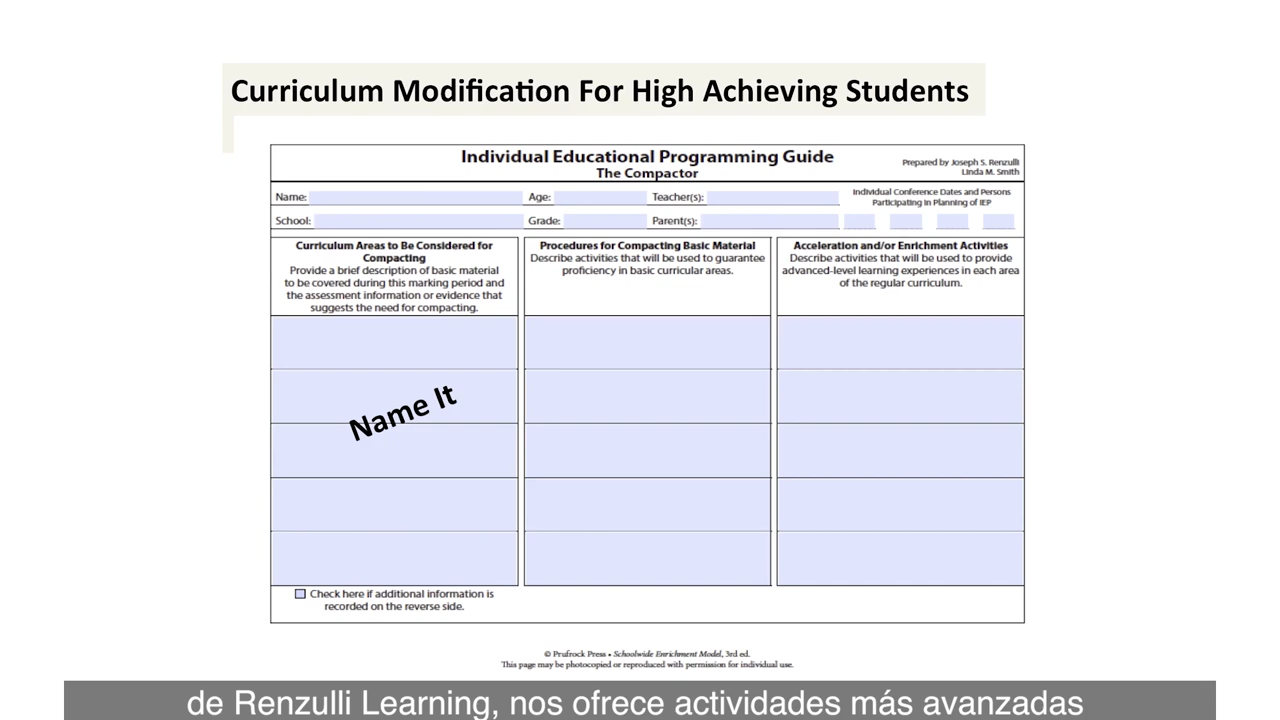 Curriculum Modification For High Achieving Students
Individual Educational Programming Guide
The Compactor
Prepared by Joseph S. Renzulli
Linda M. Smith
Name:
Age:
Teacher(s):
Individual Conference Dates and Persons
Participating in Planning of IEP
School:
Grade:
Parent(s):
Curriculum Areas to Be Considered for
Compacting
Provide a brief description of basic material
to be covered during this marking period and
the assessment information or evidence that
suggests the need for compacting.
Procedures for Compacting Basic Material
Describe activities that will be used to guarantee
proficiency in basic curricular areas.
Acceleration and/or Enrichment Activities
Describe activities that will be used to provide
advanced-level learning experiences in each area
of the regular curriculum.
Name It
Check here if additional information is
recorded on the reverse side.
© Prufrock Press • Schoolwide Enrichment Model, 3rd ed.
This page may be photocopied or reproduced with permission for individual use.
de Renzulli Learning, nos ofrece actividades más avanzadas